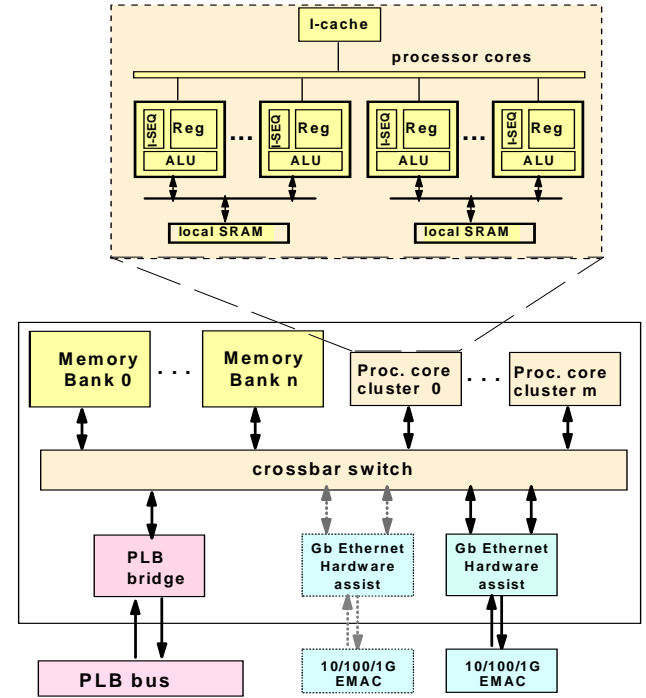 I-cache
processor cores
I-SEQ Reg ALU ... I-SEQ Reg ALU I-SEQ Reg ALU ... I-SEQ Reg ALU
local SRAM local SRAM
Memory
Bank 0
. . .
Memory
Bank n
Proc. core
cluster 0
. . .
Proc. core
cluster m
crossbar switch
PLB
bridge
Gb Ethernet
Hardware
assist
Gb Ethernet
Hardware
assist
PLB bus
10/100/1G
EMAC
10/100/1G
EMAC